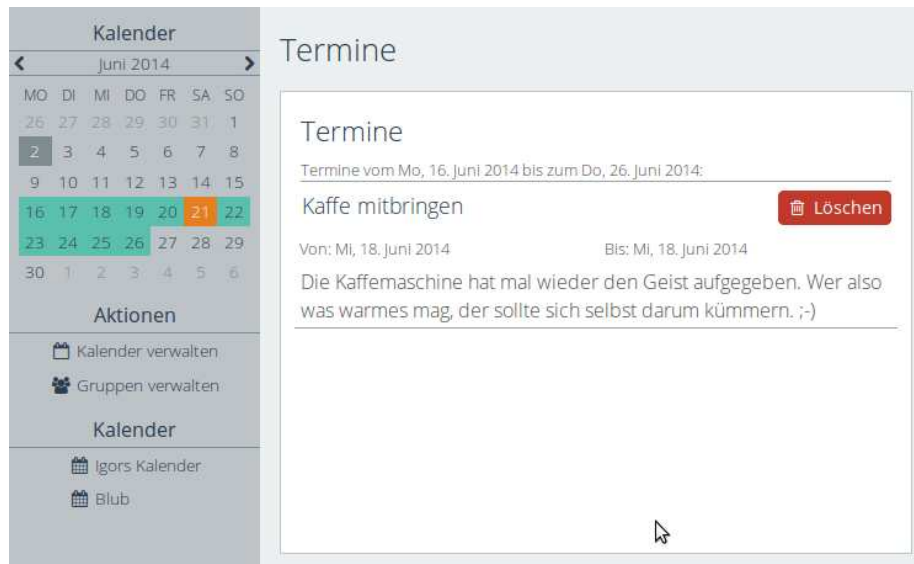 Kalender
Juni 2014
MO DI MI DO FR SA SO
26 27 28 29 30 31 1
2 3 4 5 6 7 8
9 10 11 12 13 14 15
16 17 18 19 20 21 22
23 24 25 26 27 28 29
30 1 2 3 4 5 6
Aktionen
Kalender verwalten
Gruppen verwalten
Kalender
Igors Kalender
Blub
Termine
Termine
Termine vom Mo, 16. Juni 2014 bis zum Do, 26. Juni 2014:
Kaffe mitbringen
Löschen
Von: Mi, 18. Juni 2014 Bis: Mi, 18. Juni 2014
Die Kaffemaschine hat mal wieder den Geist aufgegeben. Wer also
was warmes mag, der sollte sich selbst darum kümmern. ;-)